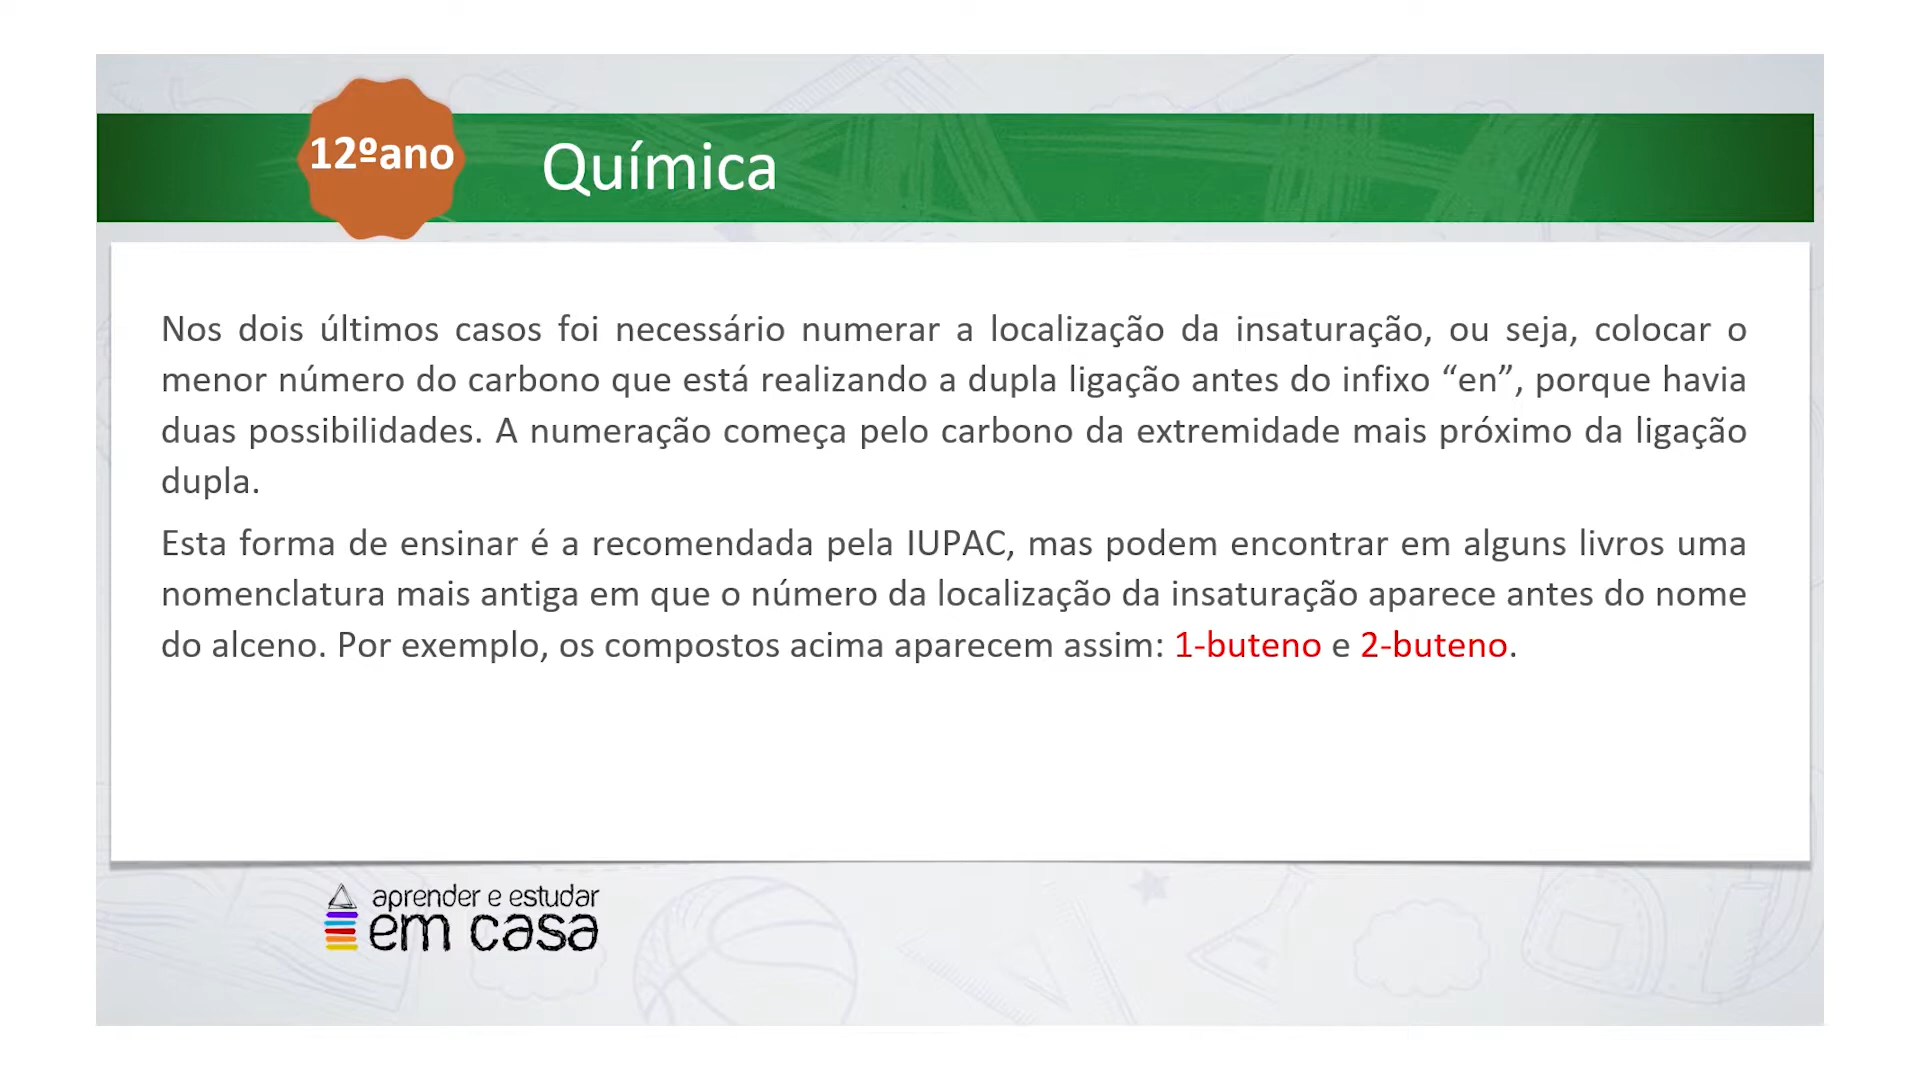 12ºano
Química
Nos dois últimos casos foi necessário numerar a localização da insaturação, ou seja, colocar o
menor número do carbono que está realizando a dupla ligação antes do infixo “en”, porque havia
duas possibilidades. A numeração começa pelo carbono da extremidade mais próximo da ligação
dupla.
Esta forma de ensinar é a recomendada pela IUPAC, mas podem encontrar em alguns livros uma
nomenclatura mais antiga em que o número da localização da insaturação aparece antes do nome
do alceno. Por exemplo, os compostos acima aparecem assim: 1-buteno e 2-buteno.
aprender e estudar
em casa